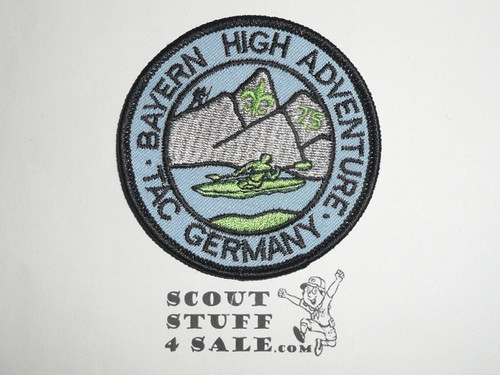 · BAYERN HIGH ADVENTURE ·
TAC GERMANY
75
SCOUT
STUFF
4 SALE.COM